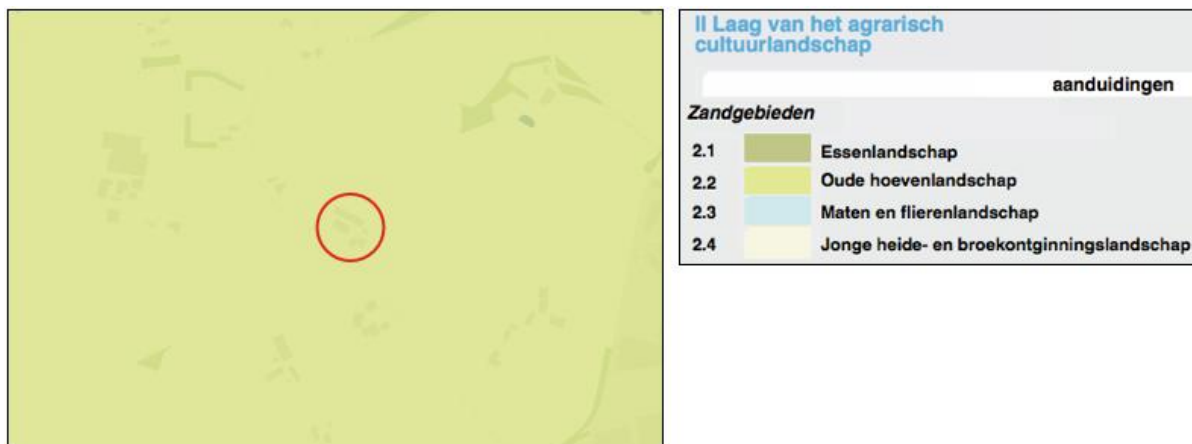 II Laag van het agrarisch
cultuurlandschap
aanduidingen
Zandgebieden
2.1 Essenlandschap
2.2 Oude hoevenlandschap
2.3 Maten en flierenlandschap
2.4 Jonge heide- en broekontginningslandschap